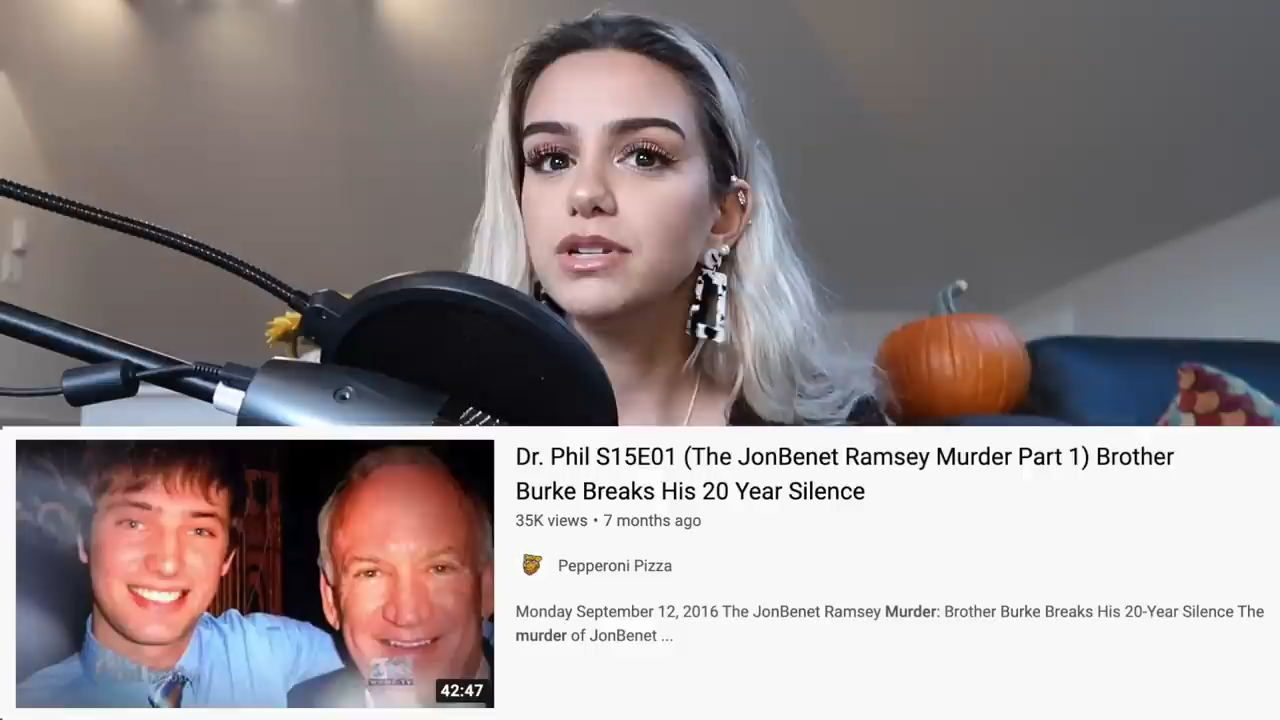 Dr. Phil S15E01 (The JonBenet Ramsey Murder Part 1) Brother
Burke Breaks His 20 Year Silence
35K views • 7 months ago
Pepperoni Pizza
Monday September 12, 2016 The JonBenet Ramsey Murder: Brother Burke Breaks His 20-Year Silence The
murder of JonBenet ...
42:47